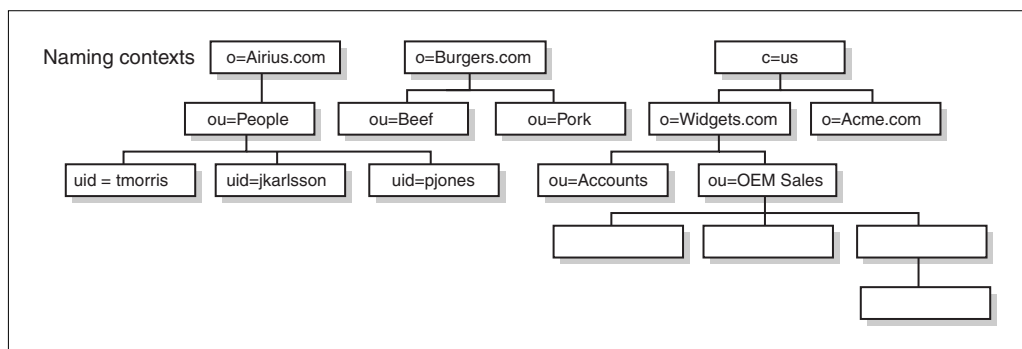 Naming contexts
o=Airius.com
o=Burgers.com
c=us
ou=People
ou=Beef
ou=Pork
o=Widgets.com
o=Acme.com
uid = tmorris
uid=jkarlsson
uid=pjones
ou=Accounts
ou=OEM Sales